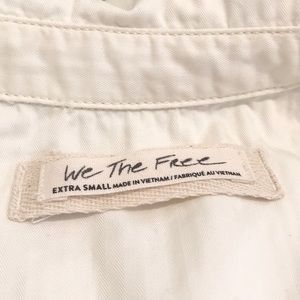 We The Free
EXTRA SMALL MADE IN VIETNAM / FABRIQUÉ AU VIETNAM